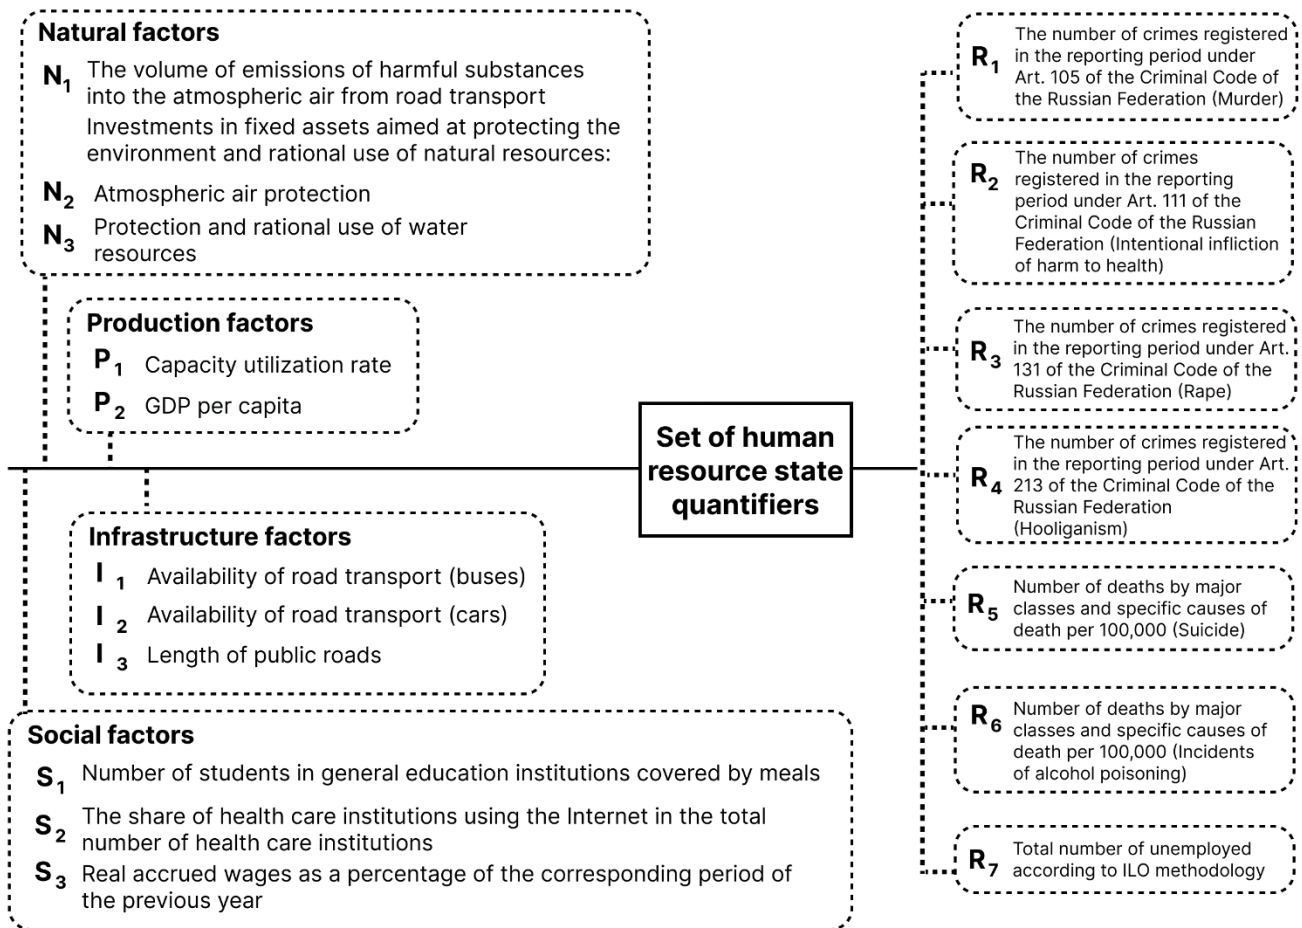 Natural factors
N1 The volume of emissions of harmful substances
into the atmospheric air from road transport
Investments in fixed assets aimed at protecting the
environment and rational use of natural resources:
N2 Atmospheric air protection
N3 Protection and rational use of water
resources
Production factors
P1 Capacity utilization rate
P2 GDP per capita
Set of human
resource state
quantifiers
Infrastructure factors
I1 Availability of road transport (buses)
I2 Availability of road transport (cars)
I3 Length of public roads
Social factors
S1 Number of students in general education institutions covered by meals
S2 The share of health care institutions using the Internet in the total
number of health care institutions
S3 Real accrued wages as a percentage of the corresponding period of
the previous year
R1 The number of crimes registered
in the reporting period under
Art. 105 of the Criminal Code of
the Russian Federation (Murder)
R2 The number of crimes
registered in the reporting
period under Art. 111 of the
Criminal Code of the Russian
Federation (Intentional infliction
of harm to health)
R3 The number of crimes registered
in the reporting period under Art.
131 of the Criminal Code of the
Russian Federation (Rape)
R4 The number of crimes registered
in the reporting period under Art.
213 of the Criminal Code of the
Russian Federation
(Hooliganism)
R5 Number of deaths by major
classes and specific causes of
death per 100,000 (Suicide)
R6 Number of deaths by major
classes and specific causes of
death per 100,000 (Incidents
of alcohol poisoning)
R7 Total number of unemployed
according to ILO methodology